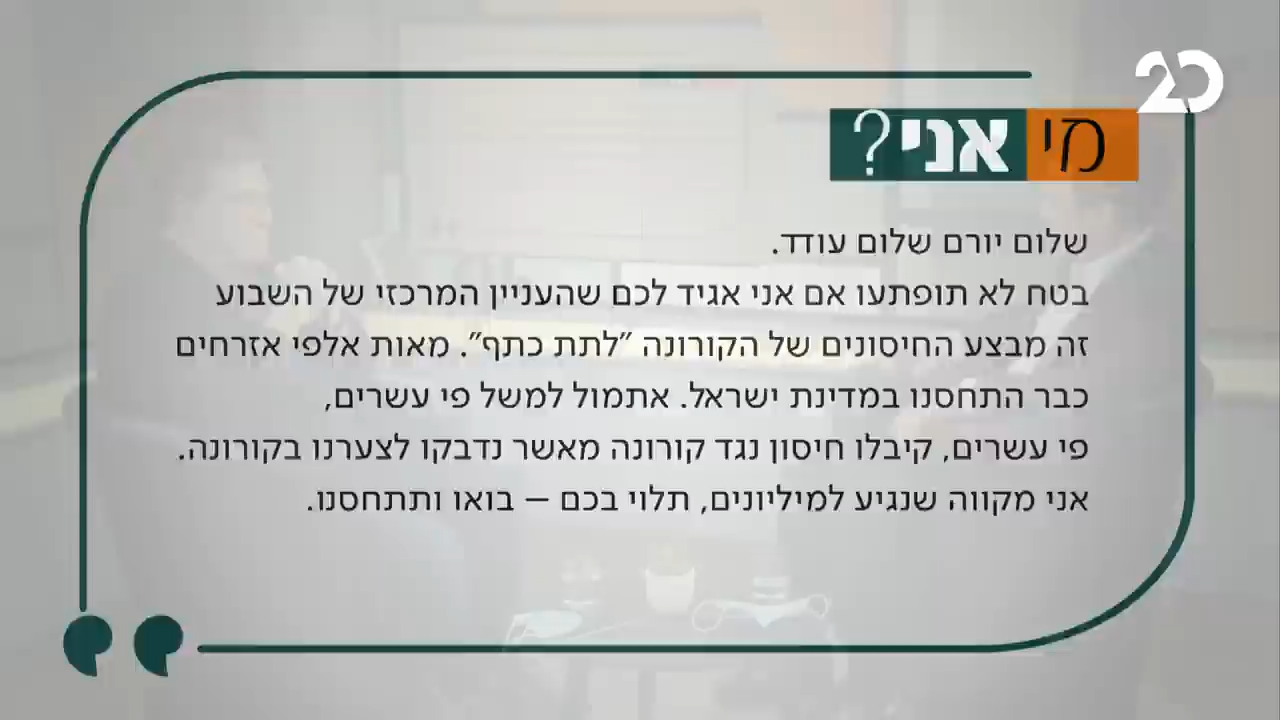 20
מי אני?
שלום יורם שלום עודד.
בטח לא תופתעו אם אני אגיד לכם שהעניין המרכזי של השבוע
זה מבצע החיסונים של הקורונה "לתת כתף". מאות אלפי אזרחים
כבר התחסנו במדינת ישראל. אתמול למשל פי עשרים,
פי עשרים, קיבלו חיסון נגד קורונה מאשר נדבקו לצערנו בקורונה.
אני מקווה שנגיע למיליונים, תלוי בכם – בואו ותתחסנו.